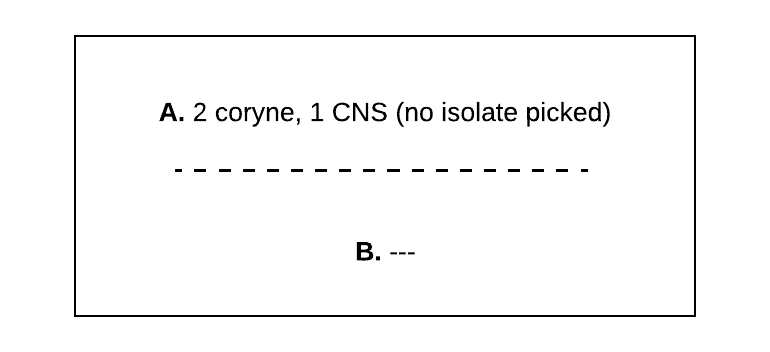 A. 2 coryne, 1 CNS (no isolate picked)
B. ---